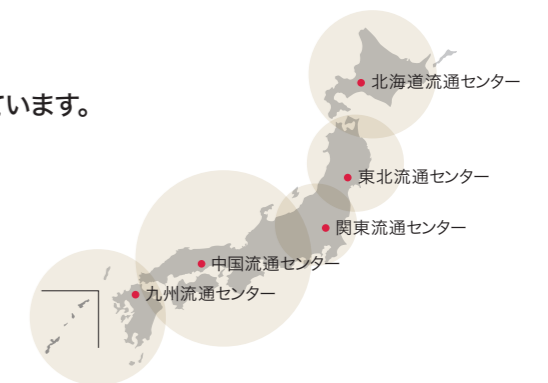 ています。
北海道流通センター
東北流通センター
関東流通センター
中国流通センター
九州流通センター